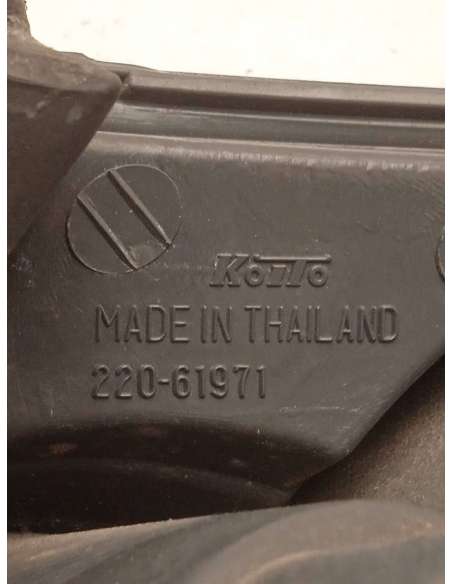 KoiTo
MADE IN THAILAND
220-61971